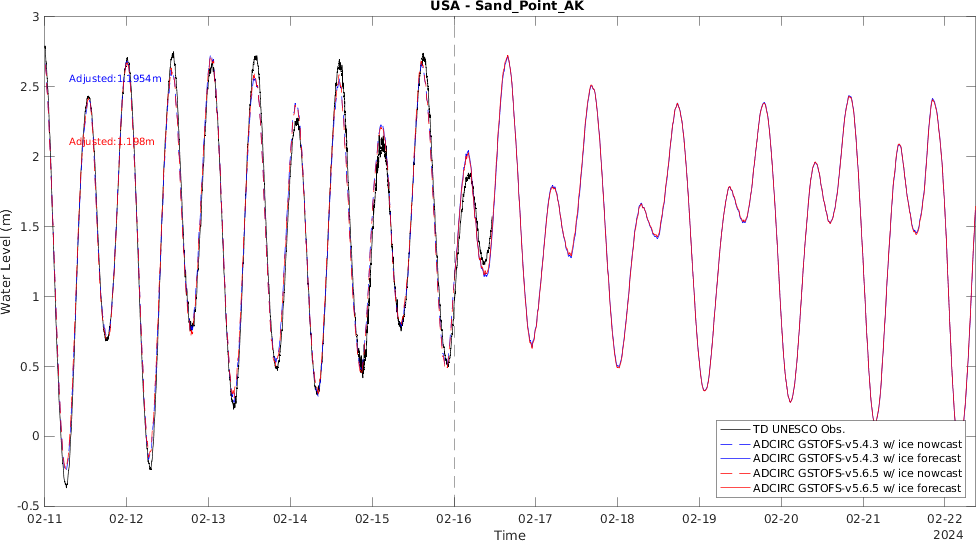 USA - Sand_Point_AK
3
2.5
2
1.5
1
0.5
0
-0.5
Water Level (m)
Adjusted:1.1954m
Adjusted:1.198m
TD UNESCO Obs.
ADCIRC GSTOFS-v5.4.3 w/ ice nowcast
ADCIRC GSTOFS-v5.4.3 w/ ice forecast
ADCIRC GSTOFS-v5.6.5 w/ ice nowcast
ADCIRC GSTOFS-v5.6.5 w/ ice forecast
02-11 02-12 02-13 02-14 02-15 02-16 02-17 02-18 02-19 02-20 02-21 02-22
Time 2024